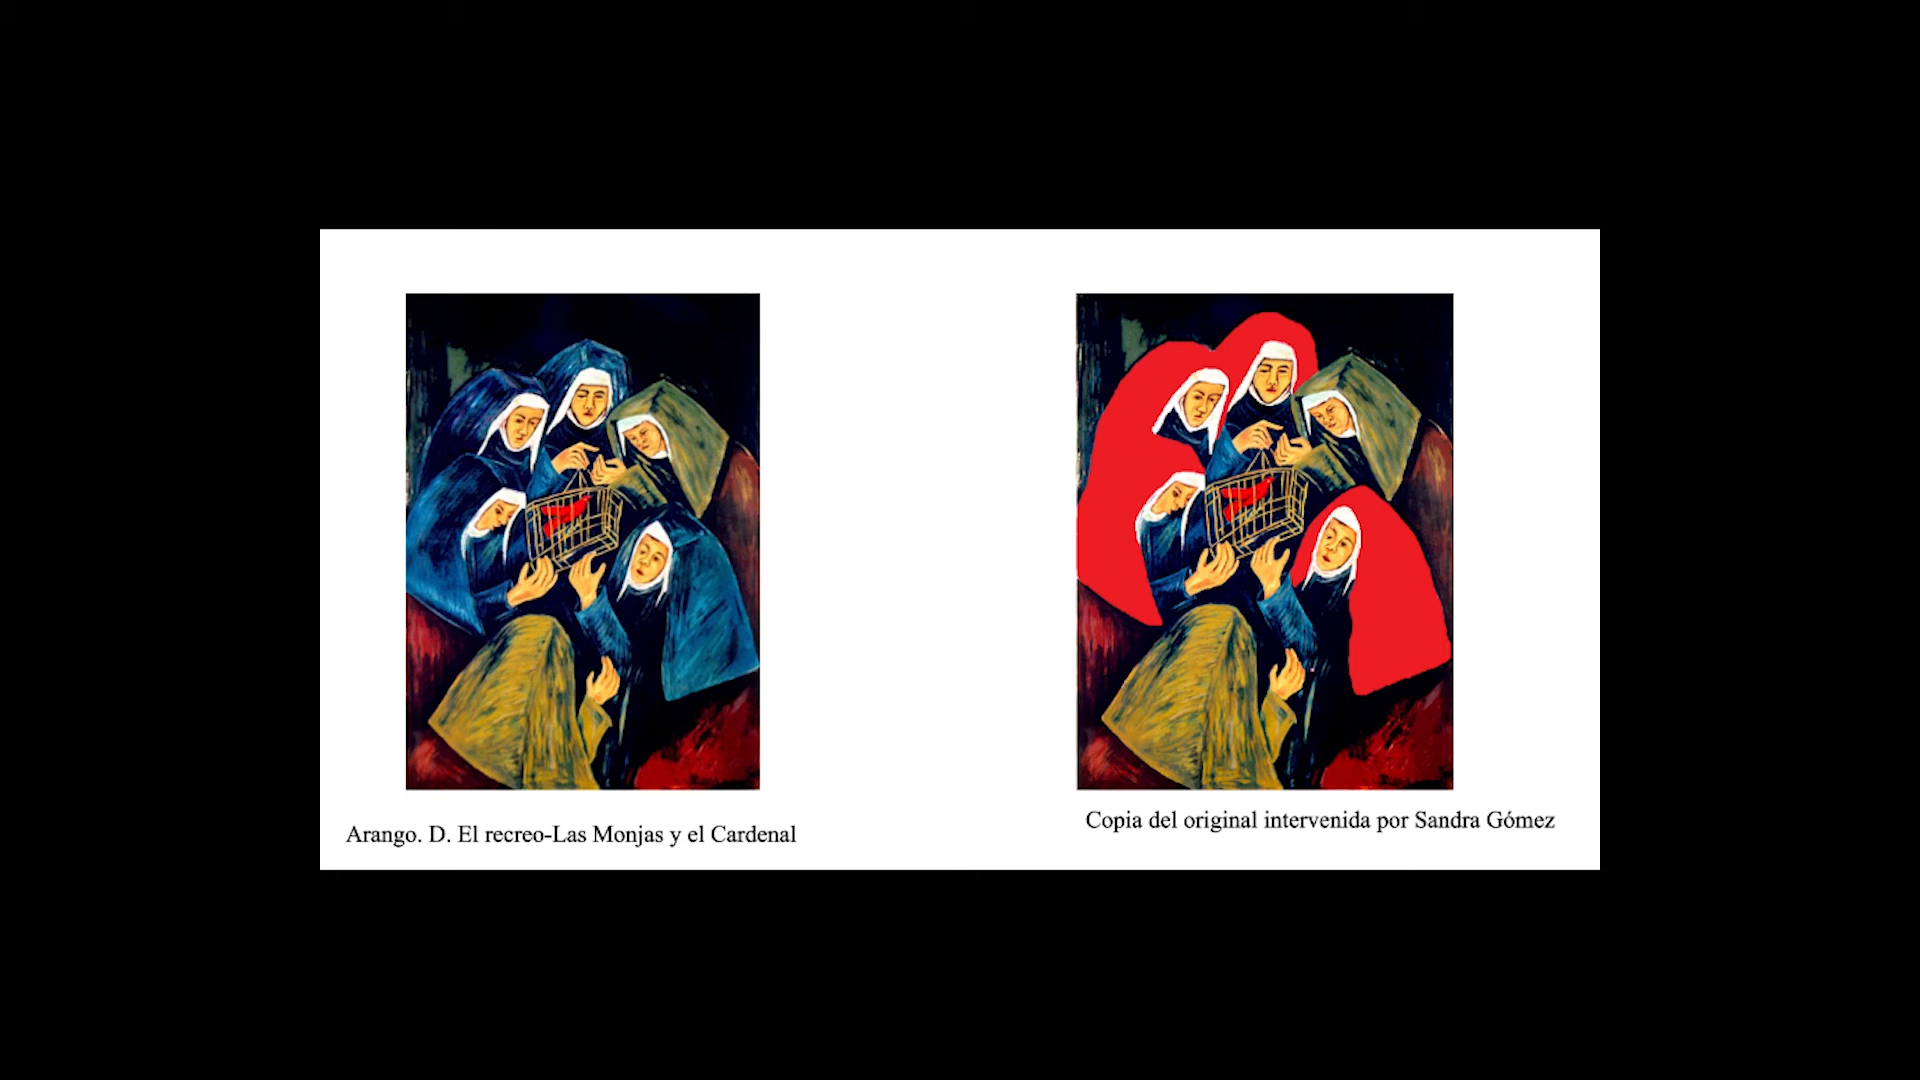 Arango. D. El recreo-Las Monjas y el Cardenal
Copia del original intervenida por Sandra Gómez